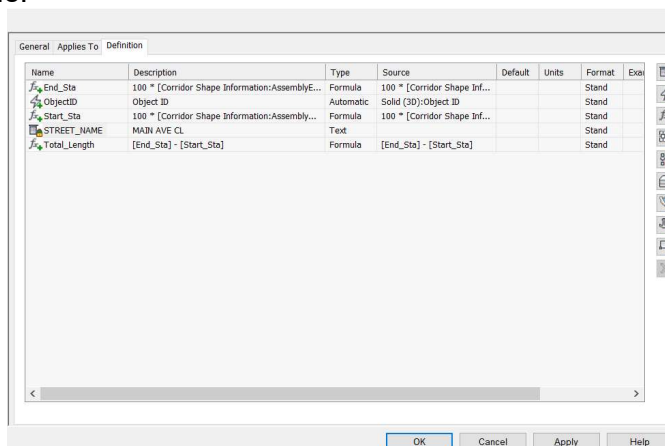 General Applies To Definition
Name Description Type Source Default Units Format
End_Sta 100 * [Corridor Shape Information:AssemblyE... Formula 100 * [Corridor Shape Inf... Stand
ObjectID Object ID Automatic Solid (3D):Object ID Stand
Start_Sta 100 * [Corridor Shape Information:Assembly... Formula 100 * [Corridor Shape Inf... Stand
STREET_NAME MAIN AVE CL Text Stand
Total_Length [End_Sta] - [Start_Sta] Formula [End_Sta] - [Start_Sta] Stand
OK Cancel Apply Help